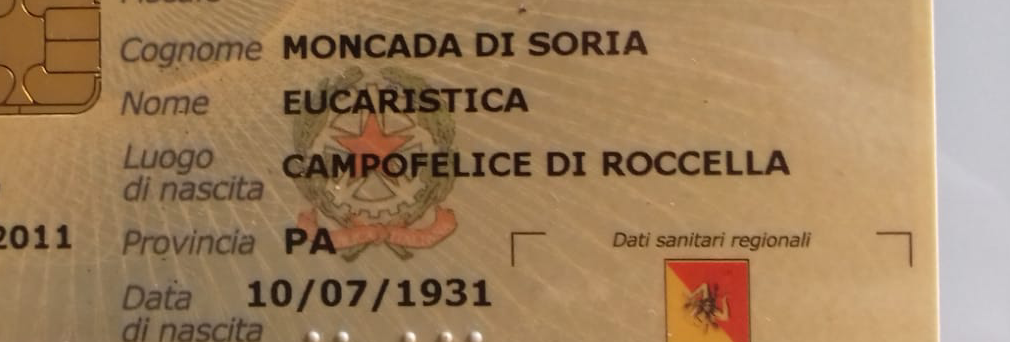 Cognome MONCADA DI SORIA
Nome EUCARISTICA
Luogo di nascita CAMPOFELICE DI ROCCELLA
2011 Provincia PA
Dati sanitari regionali
Data di nascita 10/07/1931